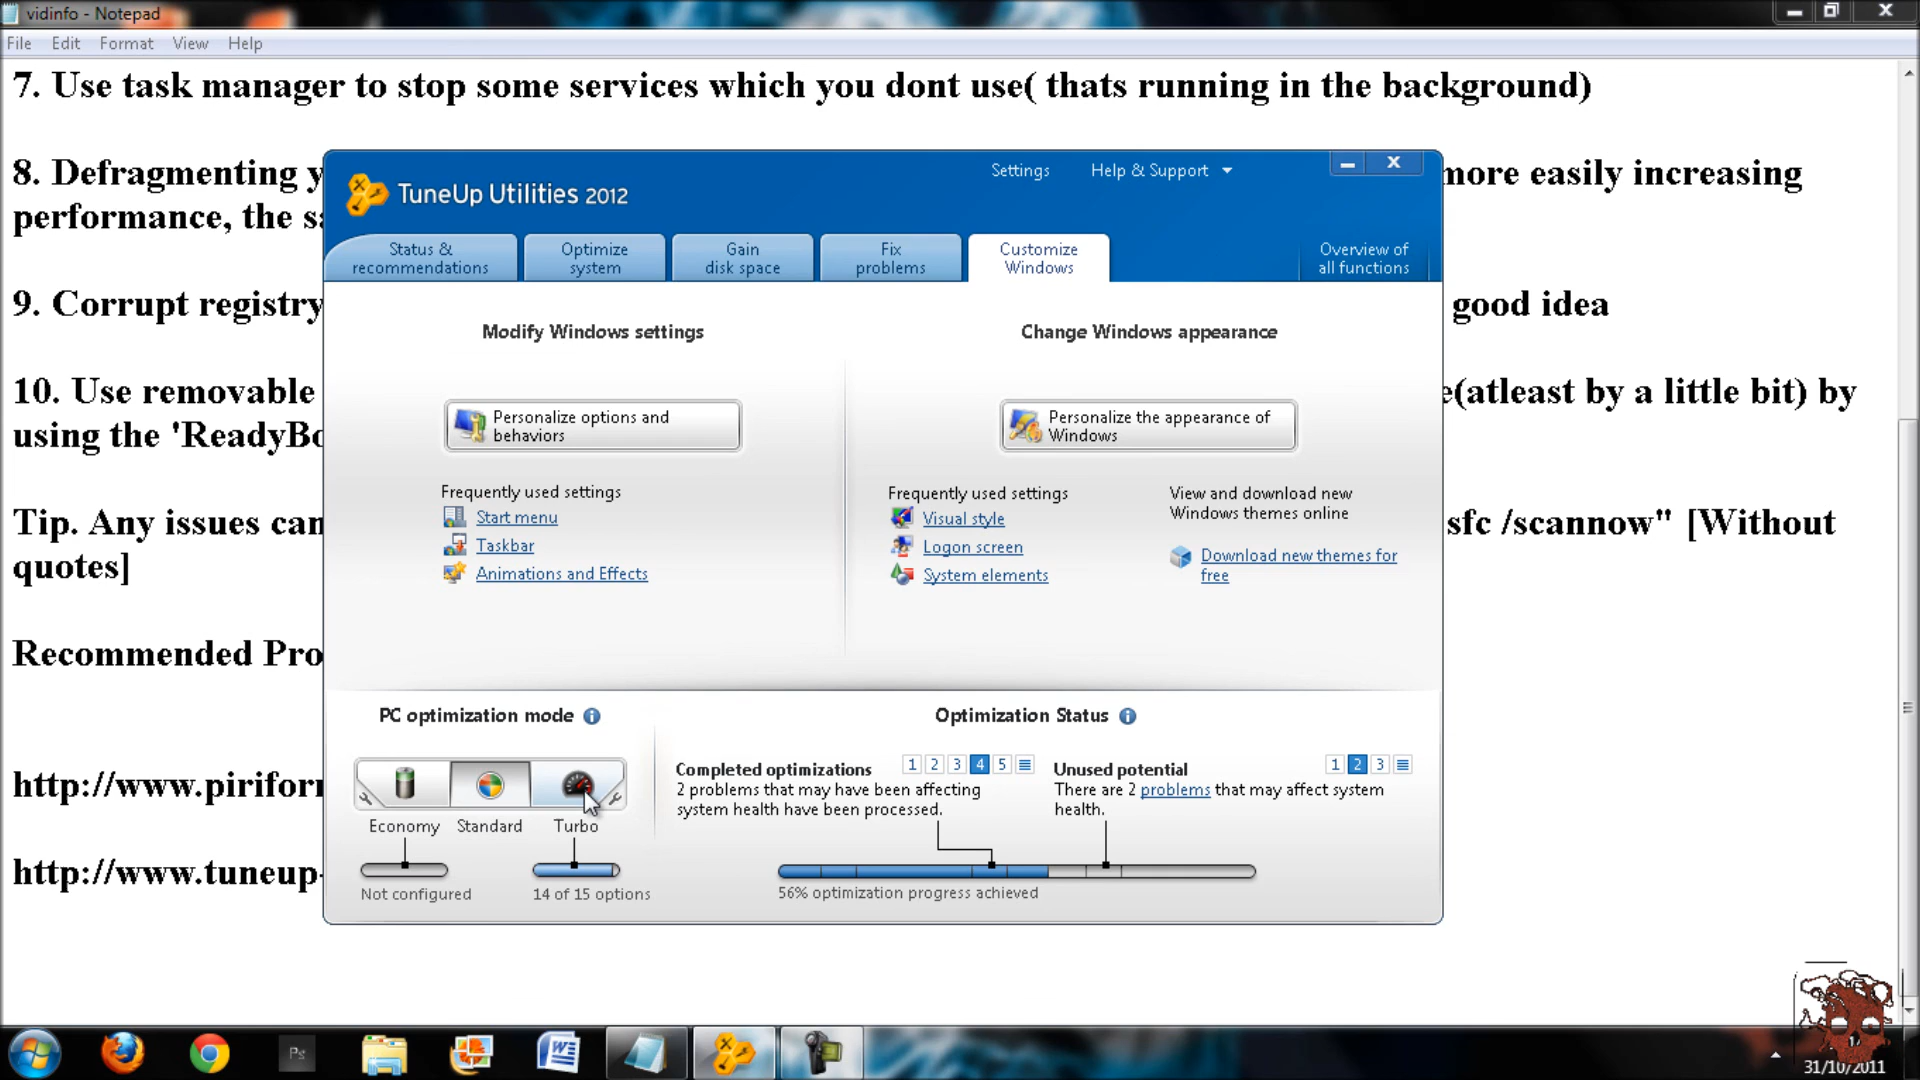 vidinfo - Notepad
File Edit Format View Help
7. Use task manager to stop some services which you dont use( thats running in the background)
8. Defragmenting y
more easily increasing
performance, the sa
9. Corrupt registry
good idea
10. Use removable
e(atleast by a little bit) by
using the 'ReadyBo
Tip. Any issues can
sfc /scannow" [Without
quotes]
Recommended Pro
http://www.piriform
http://www.tuneup-
TuneUp Utilities 2012
Settings Help & Support
Status & recommendations
Optimize system
Gain disk space
Fix problems
Customize Windows
Overview of all functions
Modify Windows settings
Personalize options and
behaviors
Frequently used settings
Start menu
Taskbar
Animations and Effects
Change Windows appearance
Personalize the appearance of
Windows
Frequently used settings
Visual style
Logon screen
System elements
View and download new
Windows themes online
Download new themes for
free
PC optimization mode
Economy Standard Turbo
Not configured
14 of 15 options
Optimization Status
Completed optimizations
1 2 3 4 5
2 problems that may have been affecting
system health have been processed.
Unused potential
1 2 3
There are 2 problems that may affect system
health.
56% optimization progress achieved
Ps
31/10/2011